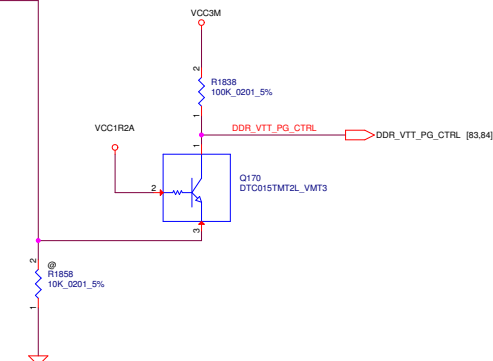 VCC3M
2
R1838
100K_0201_5%
1
VCC1R2A
DDR_VTT_PG_CTRL
DDR_VTT_PG_CTRL [83,84]
1
Q170
2
DTC015TMT2L_VMT3
3
2
@
R1858
10K_0201_5%
1